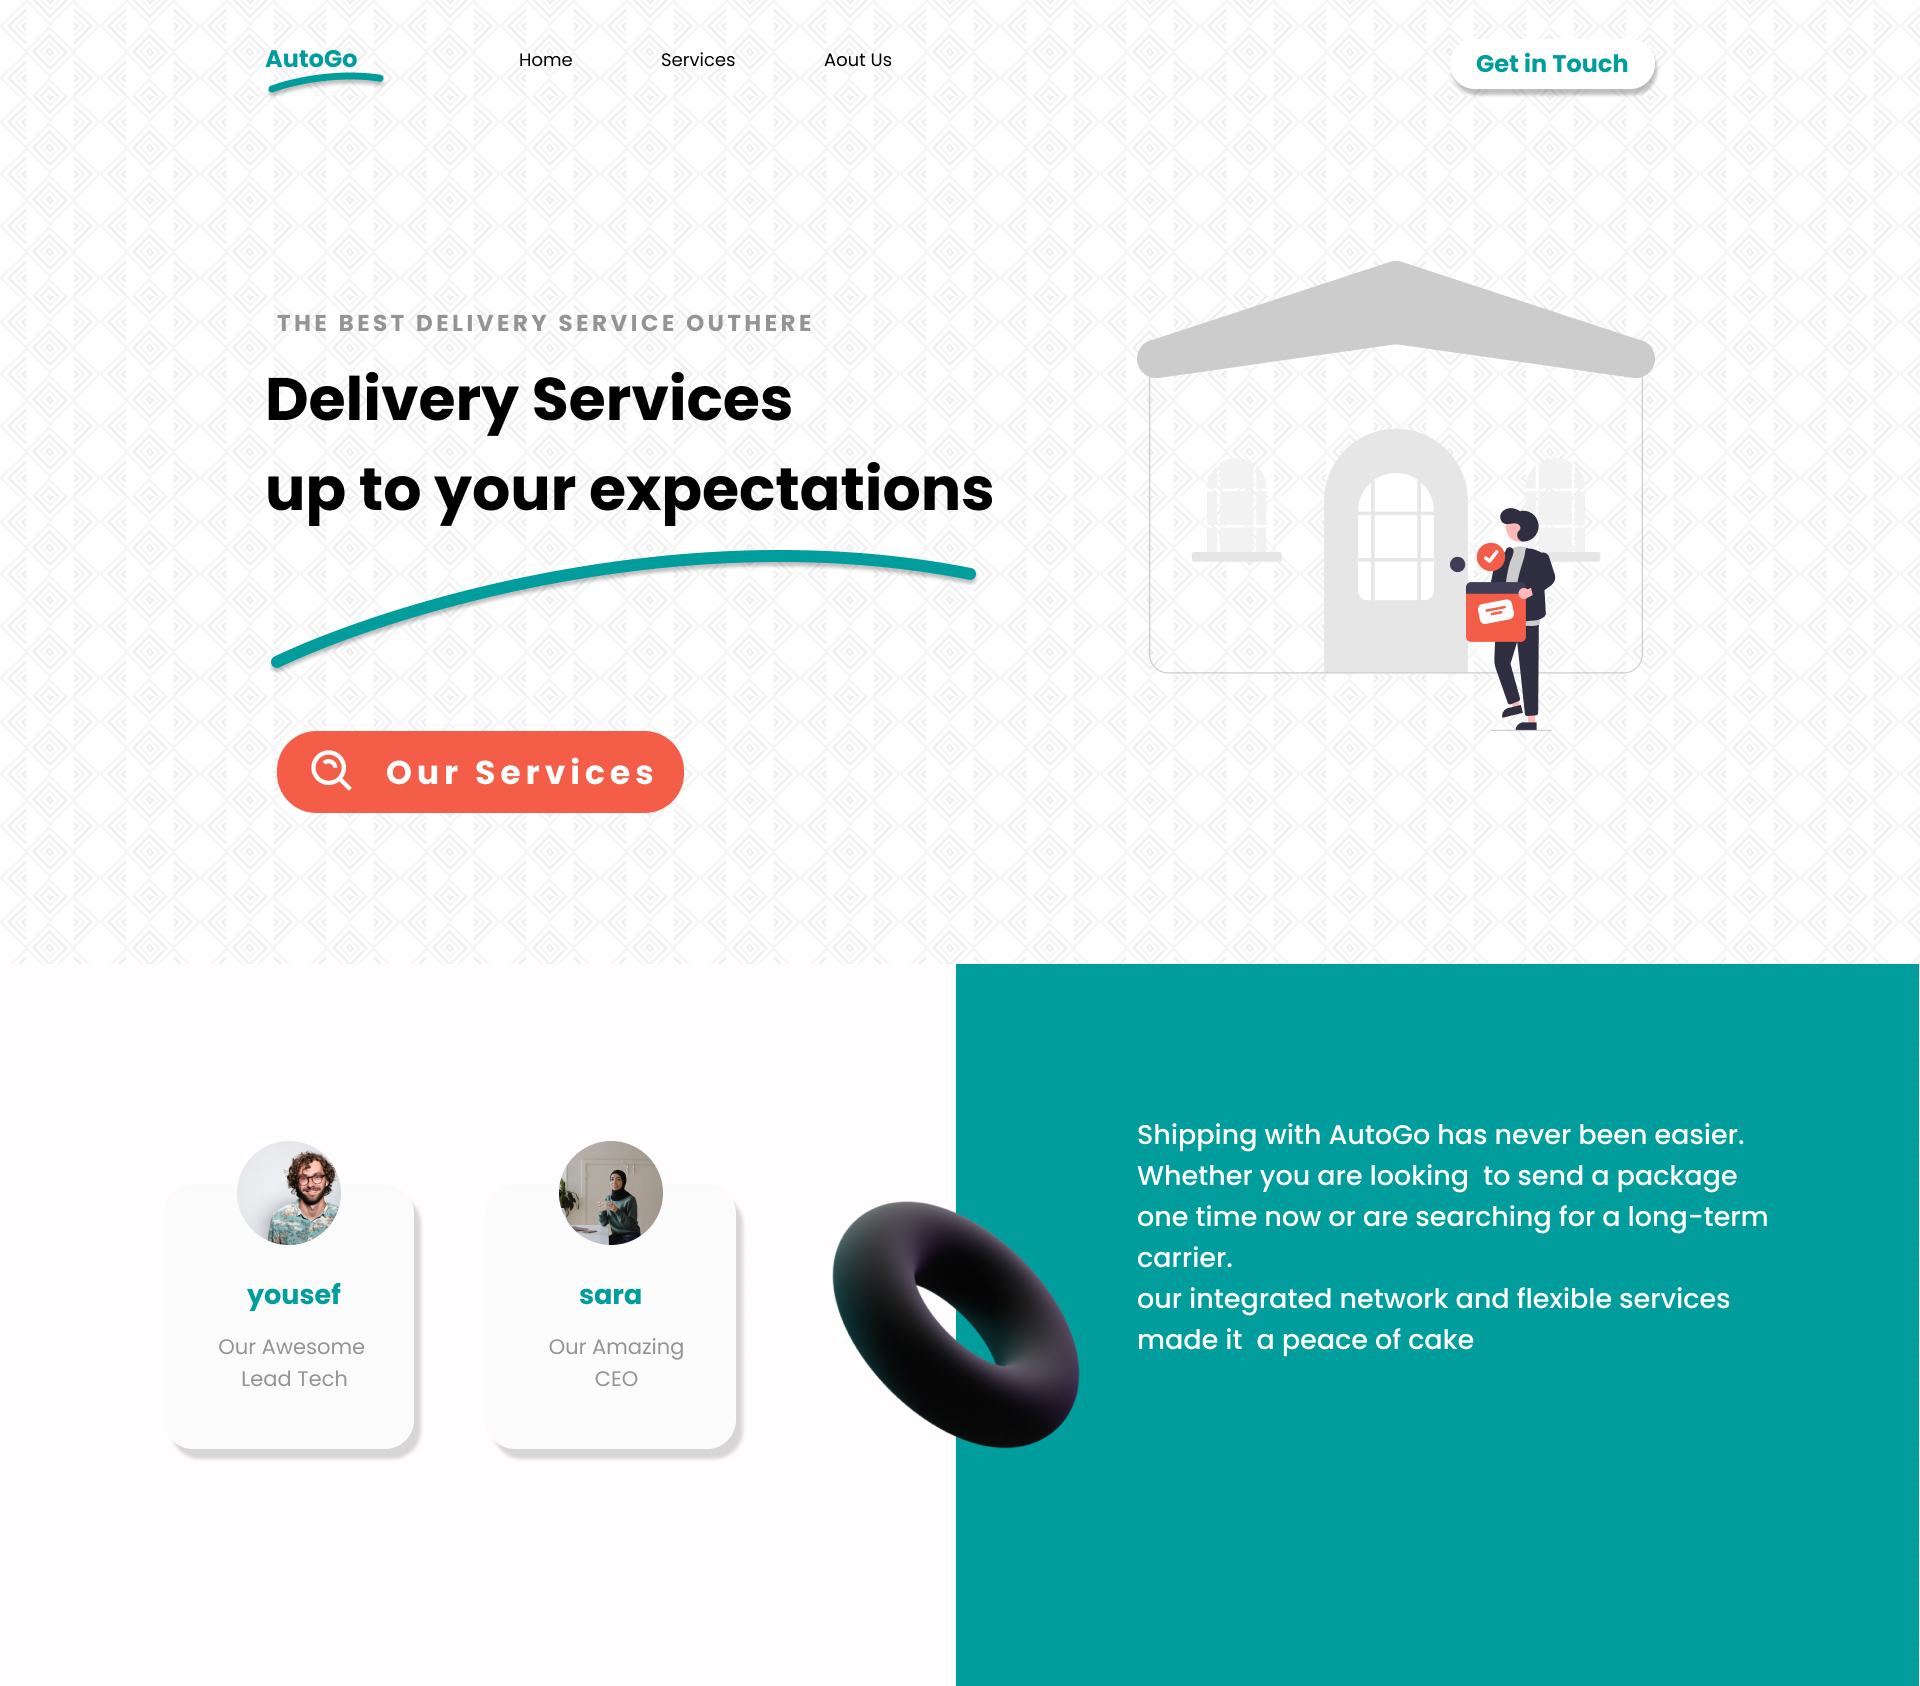 AutoGo
Home
Services
Aout Us
Get in Touch
THE BEST DELIVERY SERVICE OUTHERE
Delivery Services
up to your expectations
Our Services
yousef
Our Awesome
Lead Tech
sara
Our Amazing
CEO
Shipping with AutoGo has never been easier.
Whether you are looking  to send a package
one time now or are searching for a long-term
carrier.
our integrated network and flexible services
made it  a peace of cake